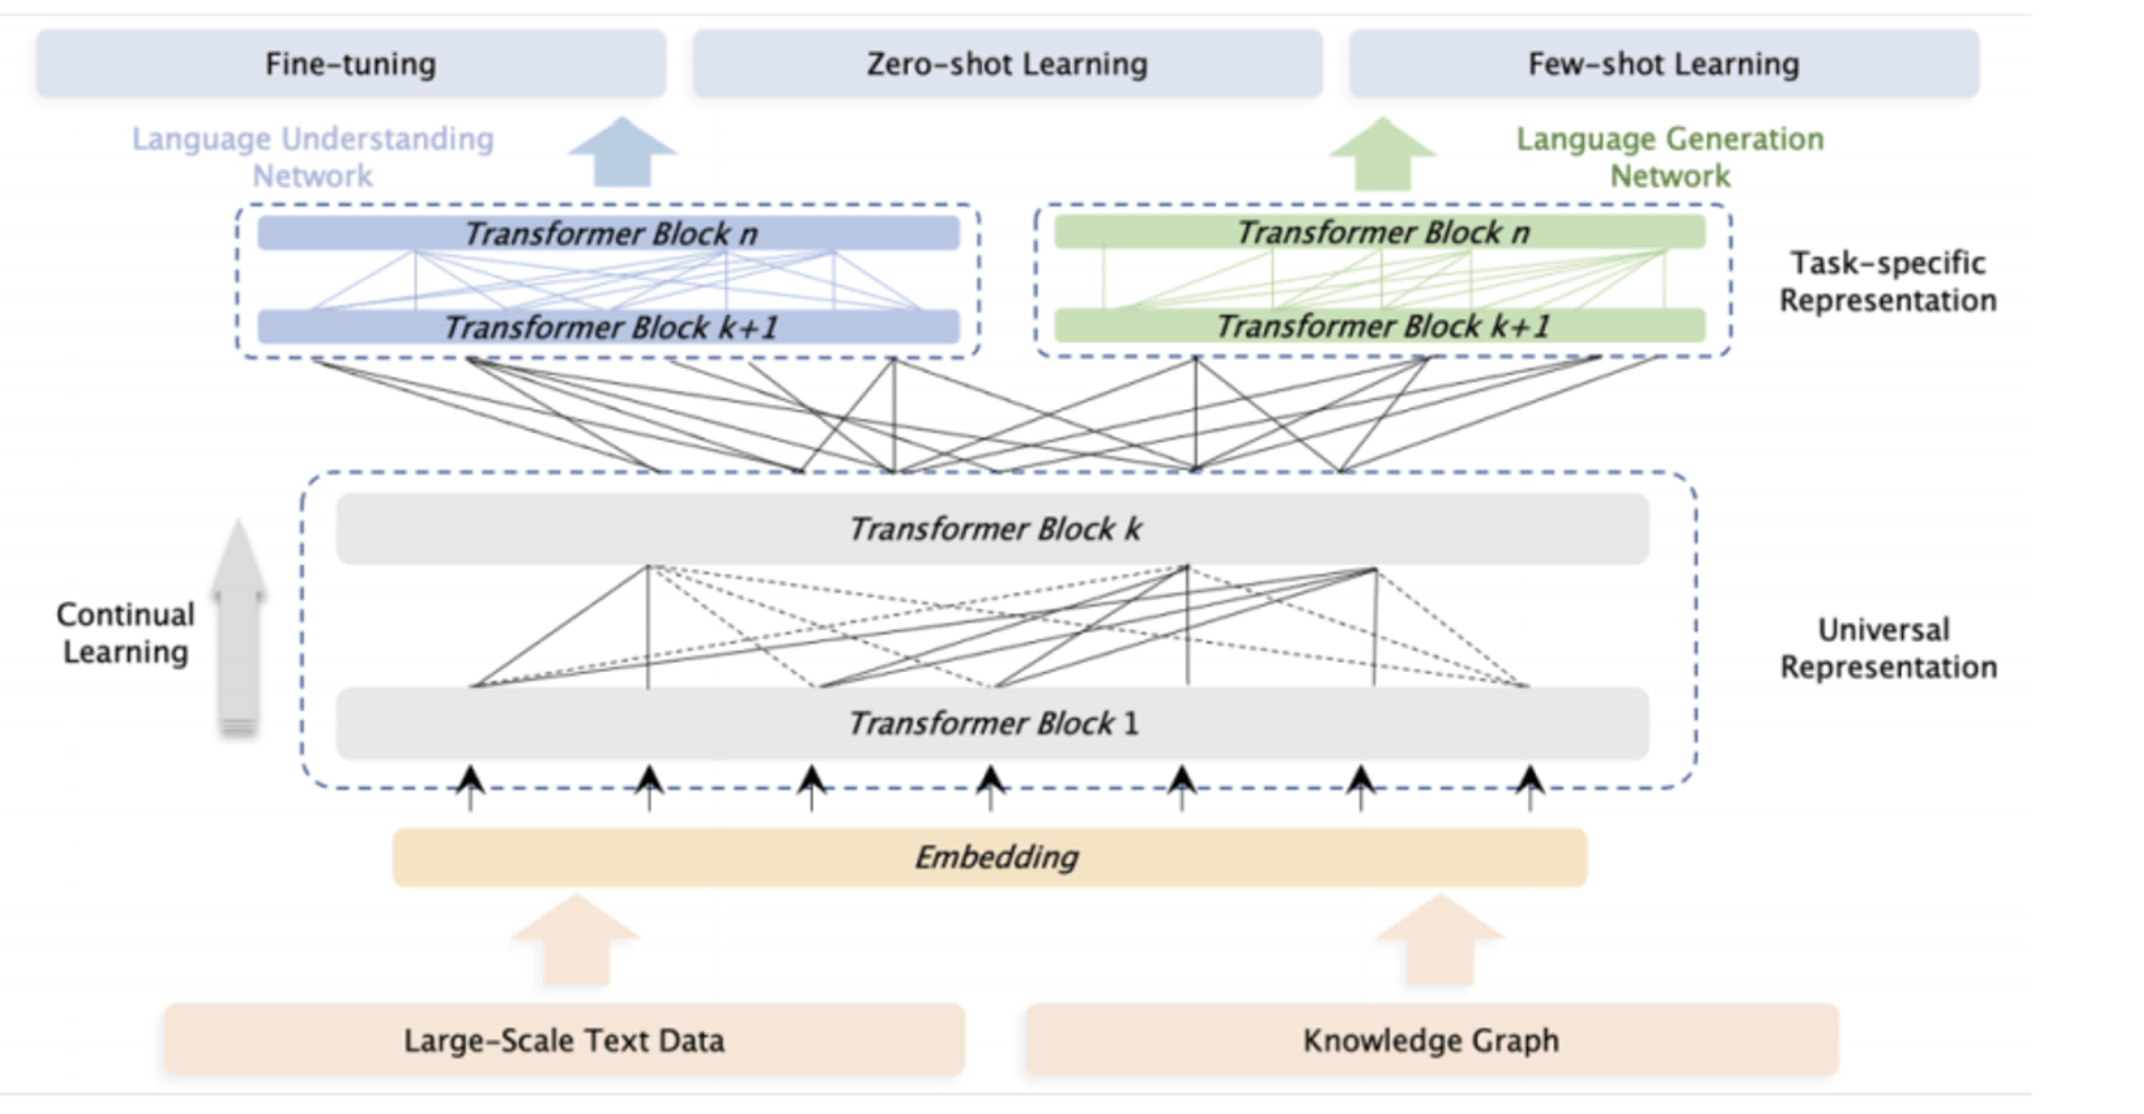 Fine-tuning
Zero-shot Learning
Few-shot Learning
Language Understanding
Network
Language Generation
Network
Transformer Block n
Transformer Block n
Transformer Block k+1
Transformer Block k+1
Task-specific
Representation
Transformer Block k
Continual
Learning
Universal
Representation
Transformer Block 1
Embedding
Large-Scale Text Data
Knowledge Graph